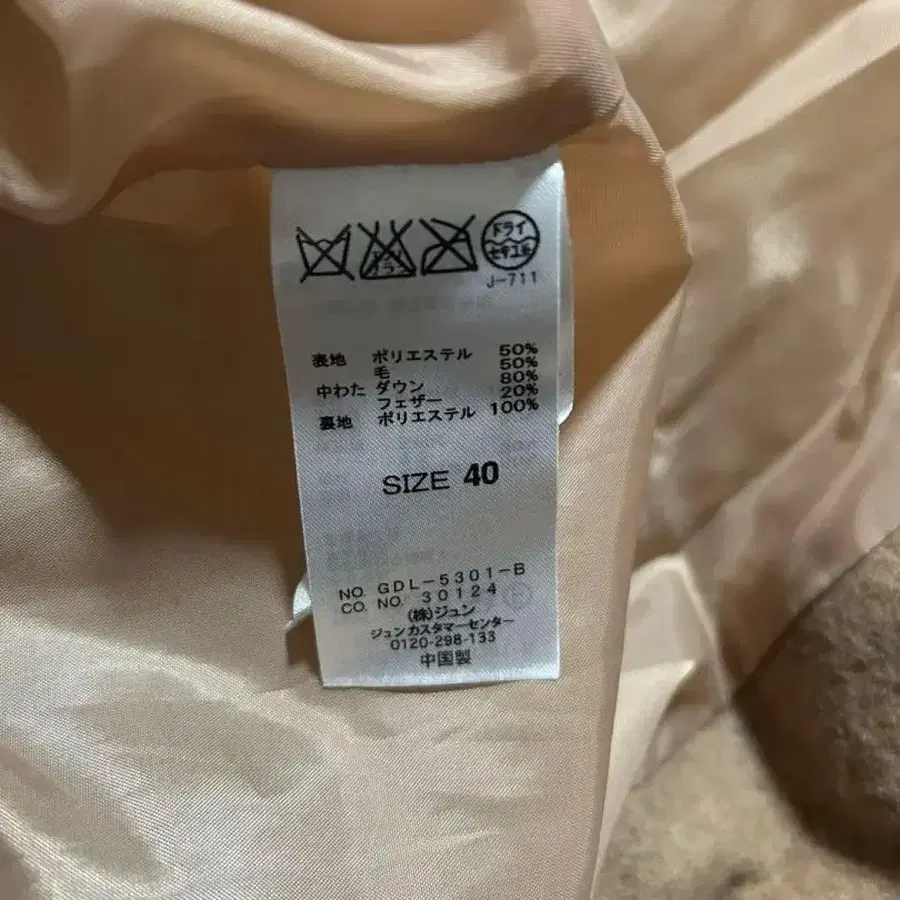 ドライ
セキユ系
J-711
表地 ポリエステル 50%
毛 50%
中わた ダウン 80%
フェザー 20%
裏地 ポリエステル 100%
SIZE 40
NO. GDL-5301-B
CO. NO. 30124
(株)ジュン
ジュンカスタマーセンター
0120-298-133
中国製